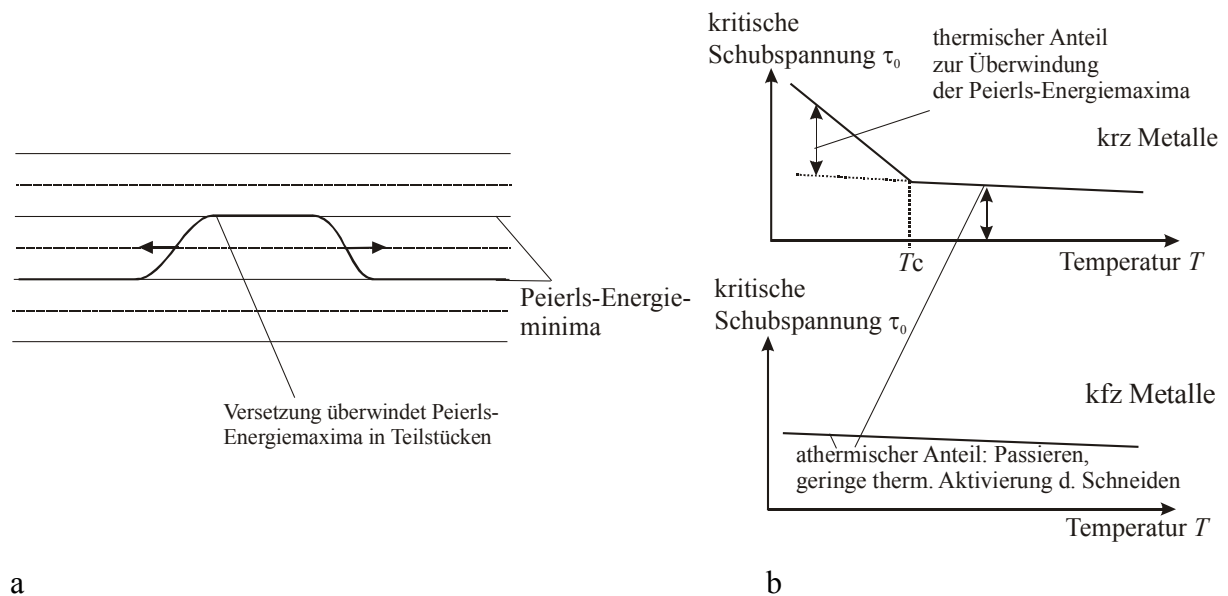 Peierls-Energie-
minima
Versetzung überwindet Peierls-
Energiemaxima in Teilstücken
a
kritische
Schubspannung τ₀
thermischer Anteil
zur Überwindung
der Peierls-Energiemaxima
krz Metalle
Tc
Temperatur T
kritische
Schubspannung τ₀
kfz Metalle
athermischer Anteil: Passieren,
geringe therm. Aktivierung d. Schneiden
Temperatur T
b